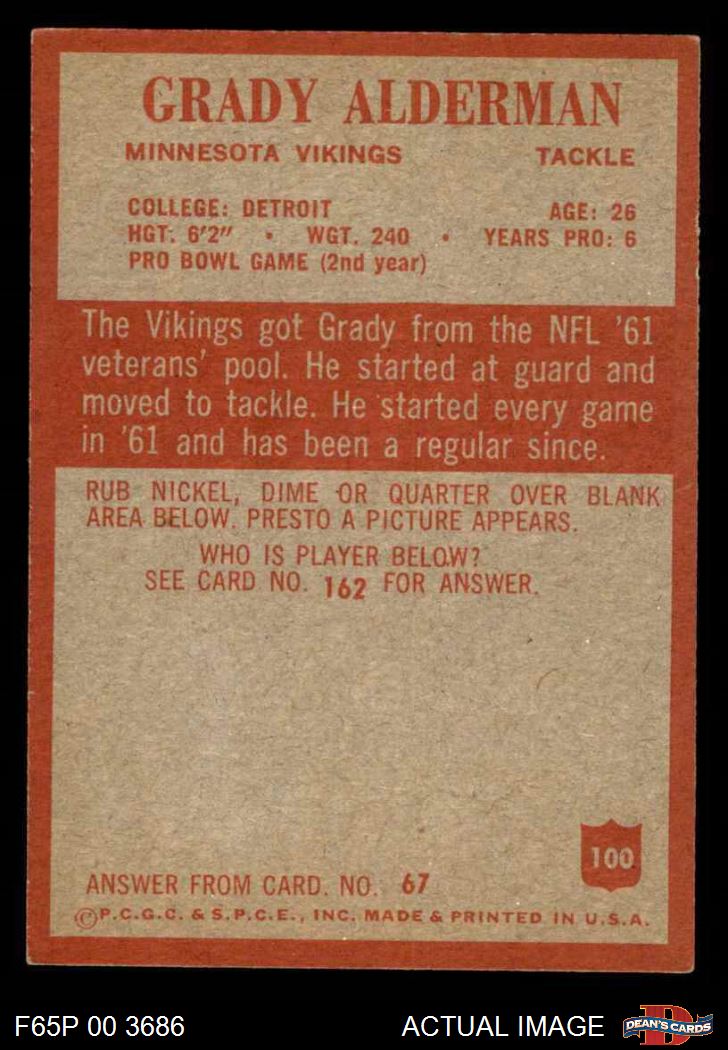 GRADY ALDERMAN
MINNESOTA VIKINGS TACKLE
COLLEGE: DETROIT AGE: 26
HGT. 6'2" • WGT. 240 • YEARS PRO: 6
PRO BOWL GAME (2nd year)
The Vikings got Grady from the NFL '61
veterans' pool. He started at guard and
moved to tackle. He started every game
in '61 and has been a regular since.
RUB NICKEL, DIME OR QUARTER OVER BLANK
AREA BELOW. PRESTO A PICTURE APPEARS.
WHO IS PLAYER BELOW?
SEE CARD NO. 162 FOR ANSWER.
100
ANSWER FROM CARD. NO. 67
©P.C.G.C. & S.P.C.E., INC. MADE & PRINTED IN U.S.A.
F65P 00 3686 ACTUAL IMAGE D DEAN'S CARDS